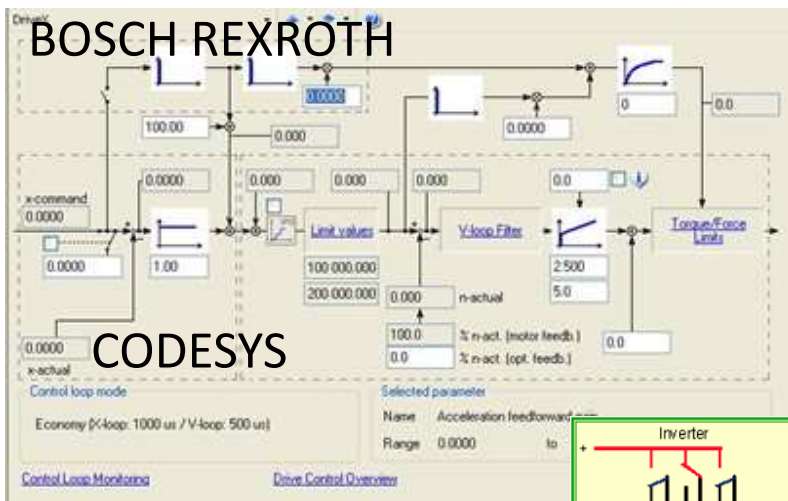 DriveX
BOSCH REXROTH
0.0000
100.00
0.000
0.0000
0
0.0
x-command
0.0000
0.0000
0.000
0.000
0.000
0.0
Limit values
V-loop Filter
Torque/Force
Limits
0.0000
1.00
100 000.000
200 000.000
0.000
n-actual
2.500
5.0
100.0
% n-act. (motor feedb.)
0.0
% n-act. (opt. feedb.)
0.0
0.0000
x-actual
CODESYS
Control loop mode
Economy (X-loop: 1000 us / V-loop: 500 us)
Selected parameter
Name Acceleration feedforward
Range 0.0000 to
Control Loop Monitoring
Drive Control Overview
Inverter
+